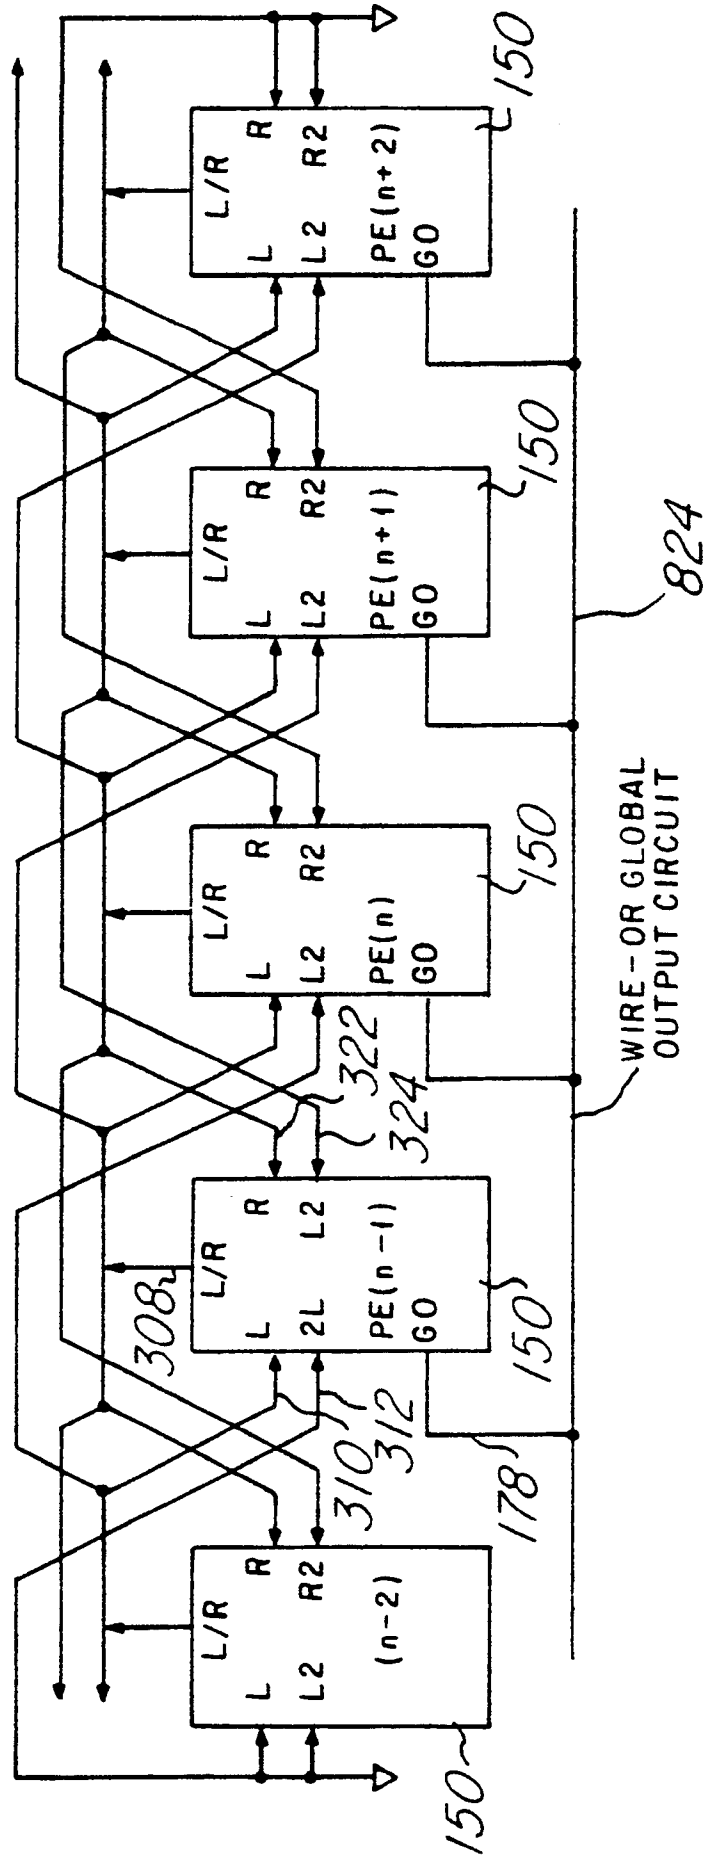 L/R
L R
L2 R2
(n-2)
150
308
L/R
L R
2L L2
PE(n-1)
GO
310
312
178
150
322
324
L/R
L R
L2 R2
PE(n)
GO
150
L/R
L R
L2 R2
PE(n+1)
GO
150
L/R
L R
L2 R2
PE(n+2)
GO
150
WIRE-OR GLOBAL
OUTPUT CIRCUIT
824